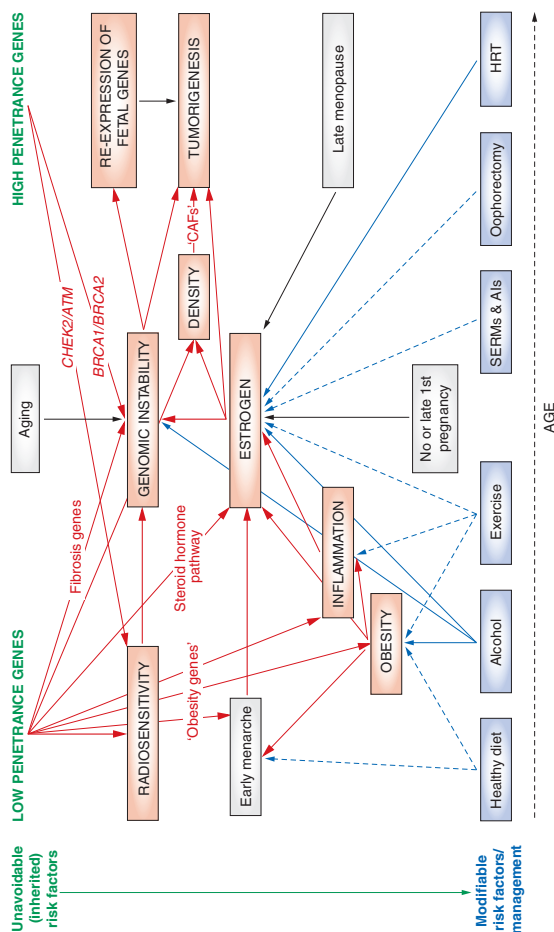 LOW PENETRANCE GENES
HIGH PENETRANCE GENES
Unavoidable
(inherited)
risk factors
Aging
Fibrosis genes
CHEK2/ATM
BRCA1/BRCA2
RE-EXPRESSION OF
FETAL GENES
RADIOSENSITIVITY
GENOMIC INSTABILITY
TUMORIGENESIS
DENSITY
‘CAFs’
Steroid hormone
pathway
‘Obesity genes’
Early menarche
ESTROGEN
Late menopause
INFLAMMATION
OBESITY
No or late 1st
pregnancy
Healthy diet
Alcohol
Exercise
SERMs & AIs
Oophorectomy
HRT
Modifiable
risk factors/
management
AGE